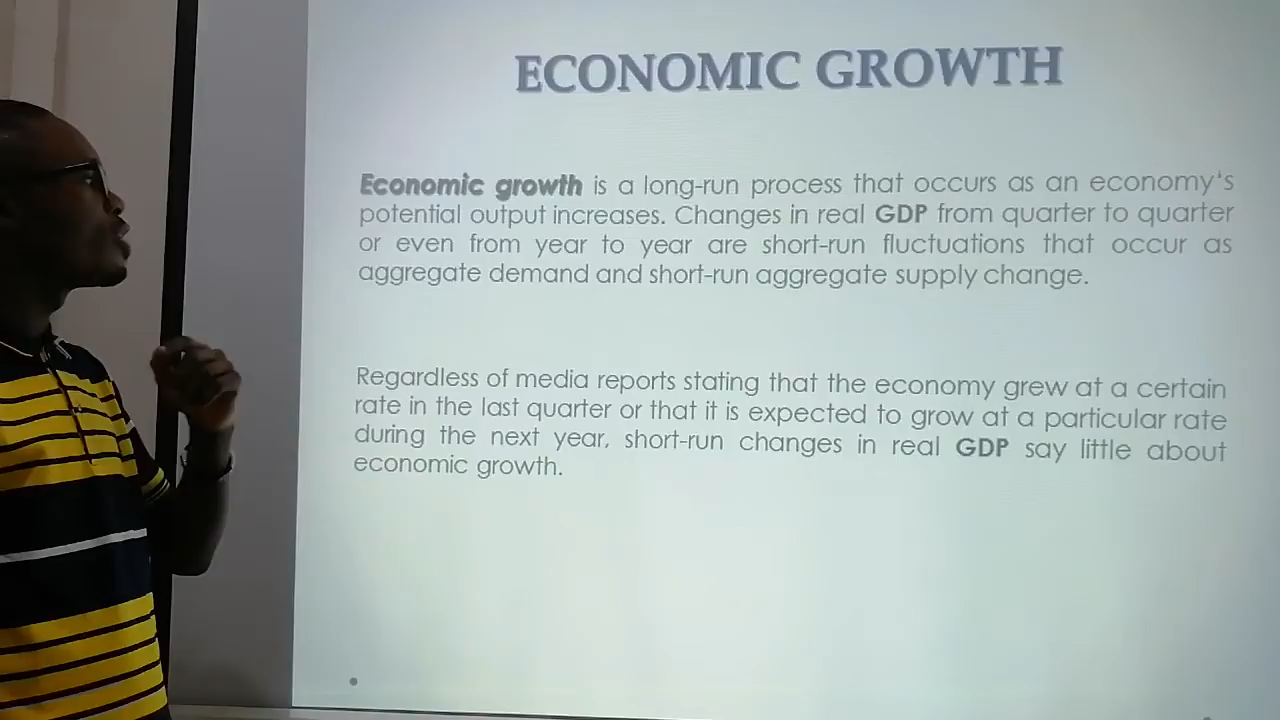 ECONOMIC GROWTH
Economic growth is a long-run process that occurs as an economy's
potential output increases. Changes in real GDP from quarter to quarter
or even from year to year are short-run fluctuations that occur as
aggregate demand and short-run aggregate supply change.
Regardless of media reports stating that the economy grew at a certain
rate in the last quarter or that it is expected to grow at a particular rate
during the next year, short-run changes in real GDP say little about
economic growth.